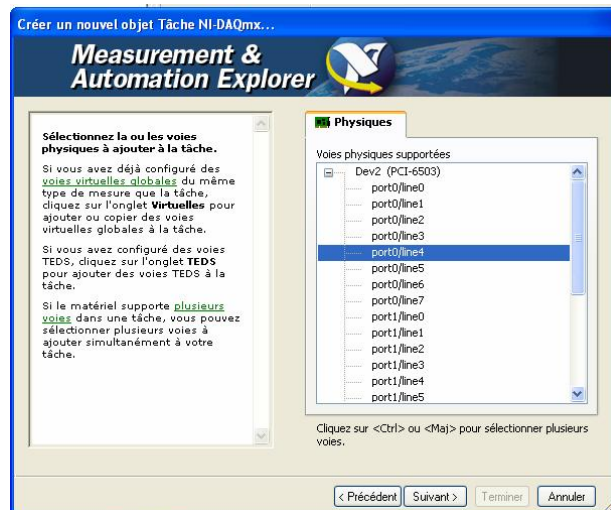 Créer un nouvel objet Tâche NI-DAQmx...
Measurement &
Automation Explorer
Sélectionnez la ou les voies
physiques à ajouter à la tâche.
Si vous avez déjà configuré des
voies virtuelles globales du même
type de mesure que la tâche,
cliquez sur l'onglet Virtuelles pour
ajouter ou copier des voies
virtuelles globales à la tâche.
Si vous avez configuré des voies
TEDS, cliquez sur l'onglet TEDS
pour ajouter des voies TEDS à la
tâche.
Si le matériel supporte plusieurs
voies dans une tâche, vous pouvez
sélectionner plusieurs voies à
ajouter simultanément à votre
tâche.
Physiques
Voies physiques supportées
Dev2 (PCI-6503)
port0/line0
port0/line1
port0/line2
port0/line3
port0/line4
port0/line5
port0/line6
port0/line7
port1/line0
port1/line1
port1/line2
port1/line3
port1/line4
port1/line5
Cliquez sur <Ctrl> ou <Maj> pour sélectionner plusieurs
voies.
< Précédent Suivant > Terminer Annuler